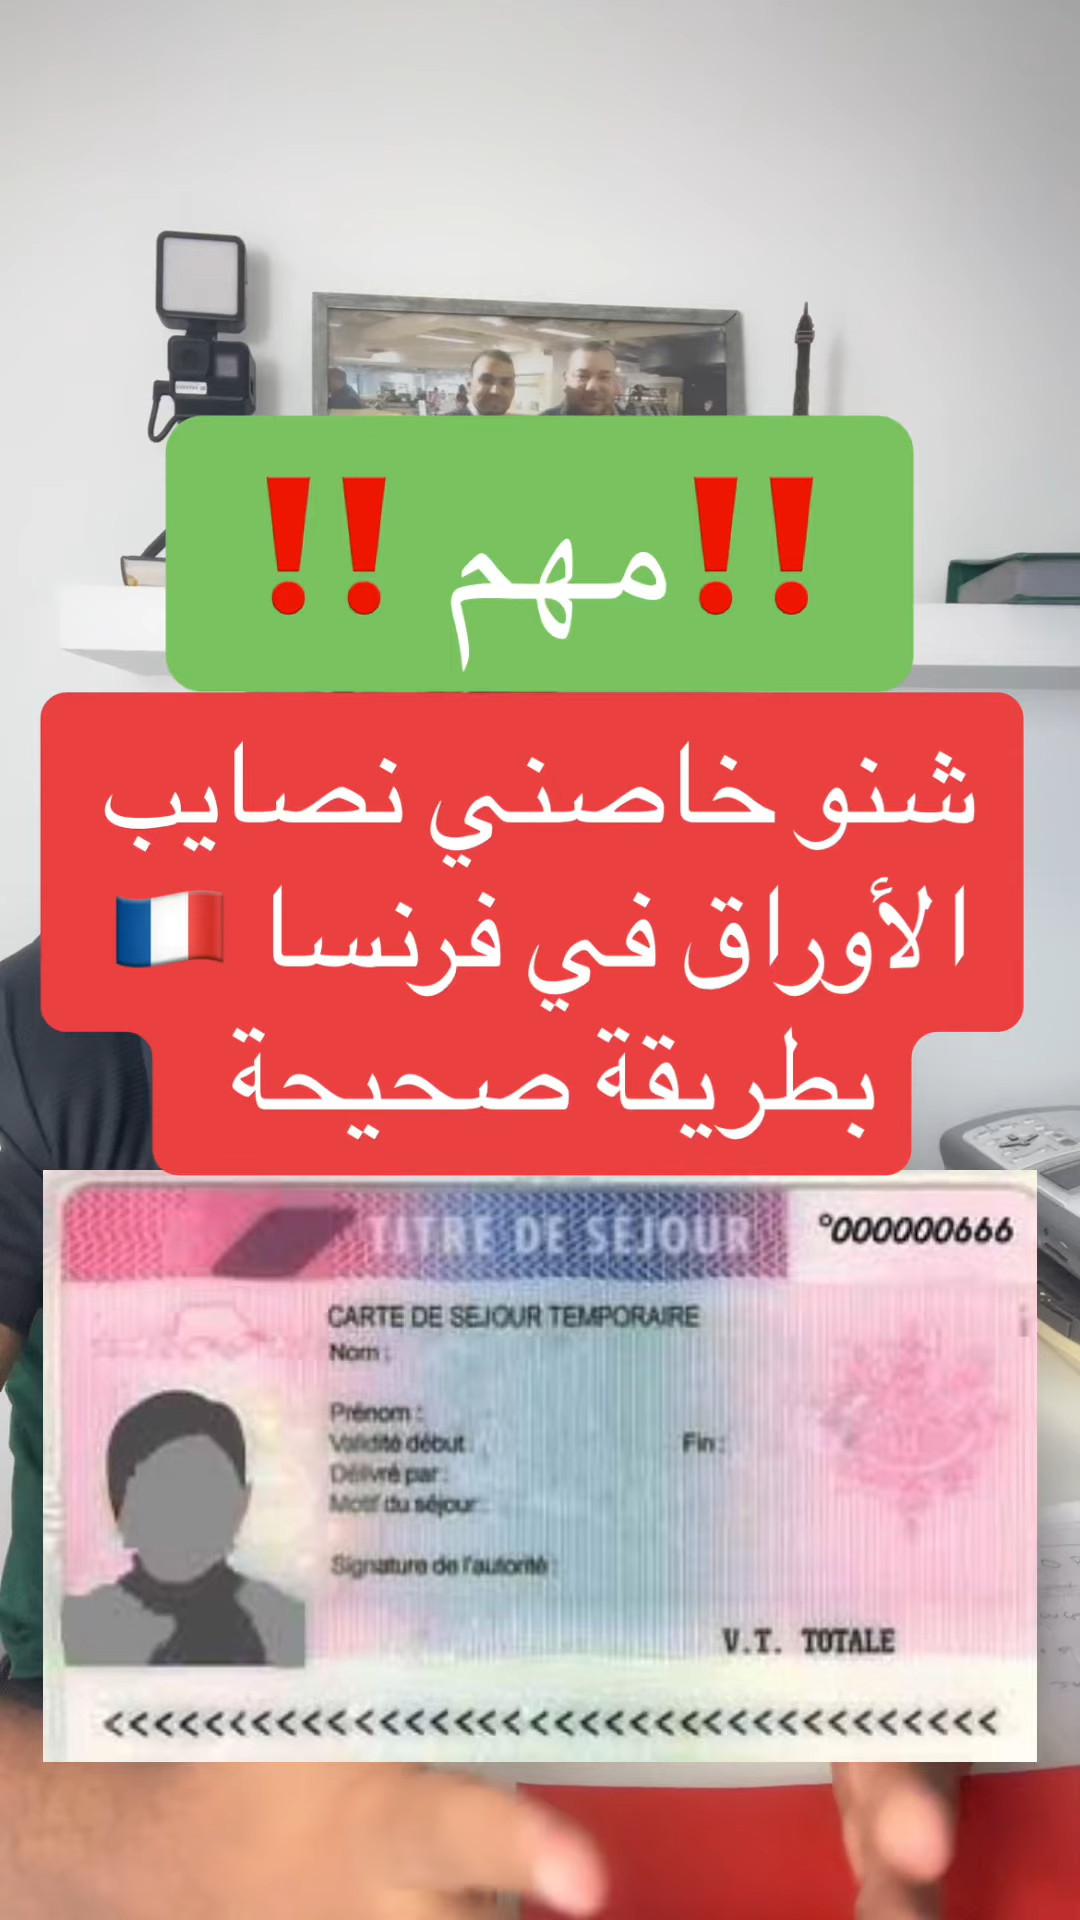 ‼️مهم ‼️
شنو خاصني نصايب
الأوراق في فرنسا 🇫🇷
بطريقة صحيحة
TITRE DE SÉJOUR
°000000666
CARTE DE SEJOUR TEMPORAIRE
Nom :
Prénom :
Validité début :
Fin :
Délivré par :
Motif du séjour :
Signature de l'autorité :
V.T. TOTALE
<<<<<<<<<<<<<<<<<<<<<<<<<<<<<<<<<<<<